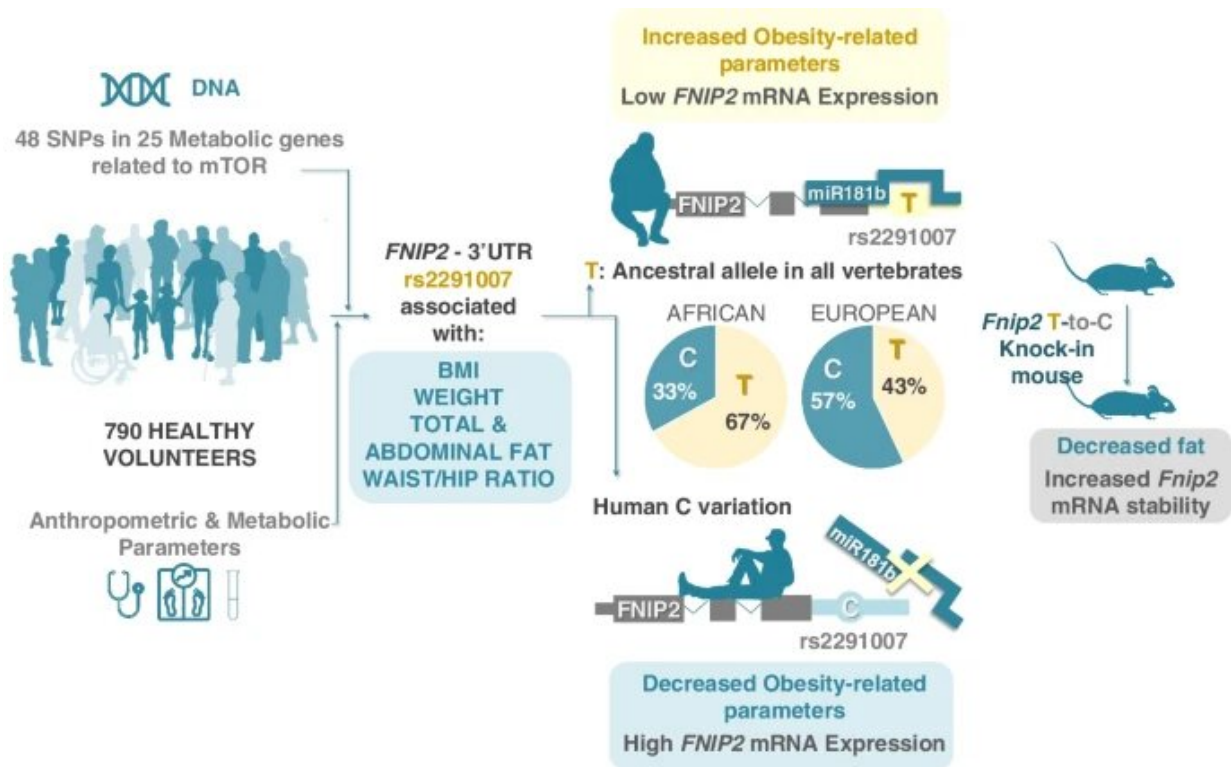 DNA
48 SNPs in 25 Metabolic genes
related to mTOR
790 HEALTHY
VOLUNTEERS
Anthropometric & Metabolic
Parameters
FNIP2 - 3'UTR
rs2291007
associated
with:
BMI
WEIGHT
TOTAL &
ABDOMINAL FAT
WAIST/HIP RATIO
Increased Obesity-related
parameters
Low FNIP2 mRNA Expression
FNIP2
miR181b
T
rs2291007
T: Ancestral allele in all vertebrates
AFRICAN
C
33%
T
67%
EUROPEAN
C
57%
T
43%
Human C variation
miR181b
FNIP2
C
rs2291007
Decreased Obesity-related
parameters
High FNIP2 mRNA Expression
Fnip2 T-to-C
Knock-in
mouse
Decreased fat
Increased Fnip2
mRNA stability